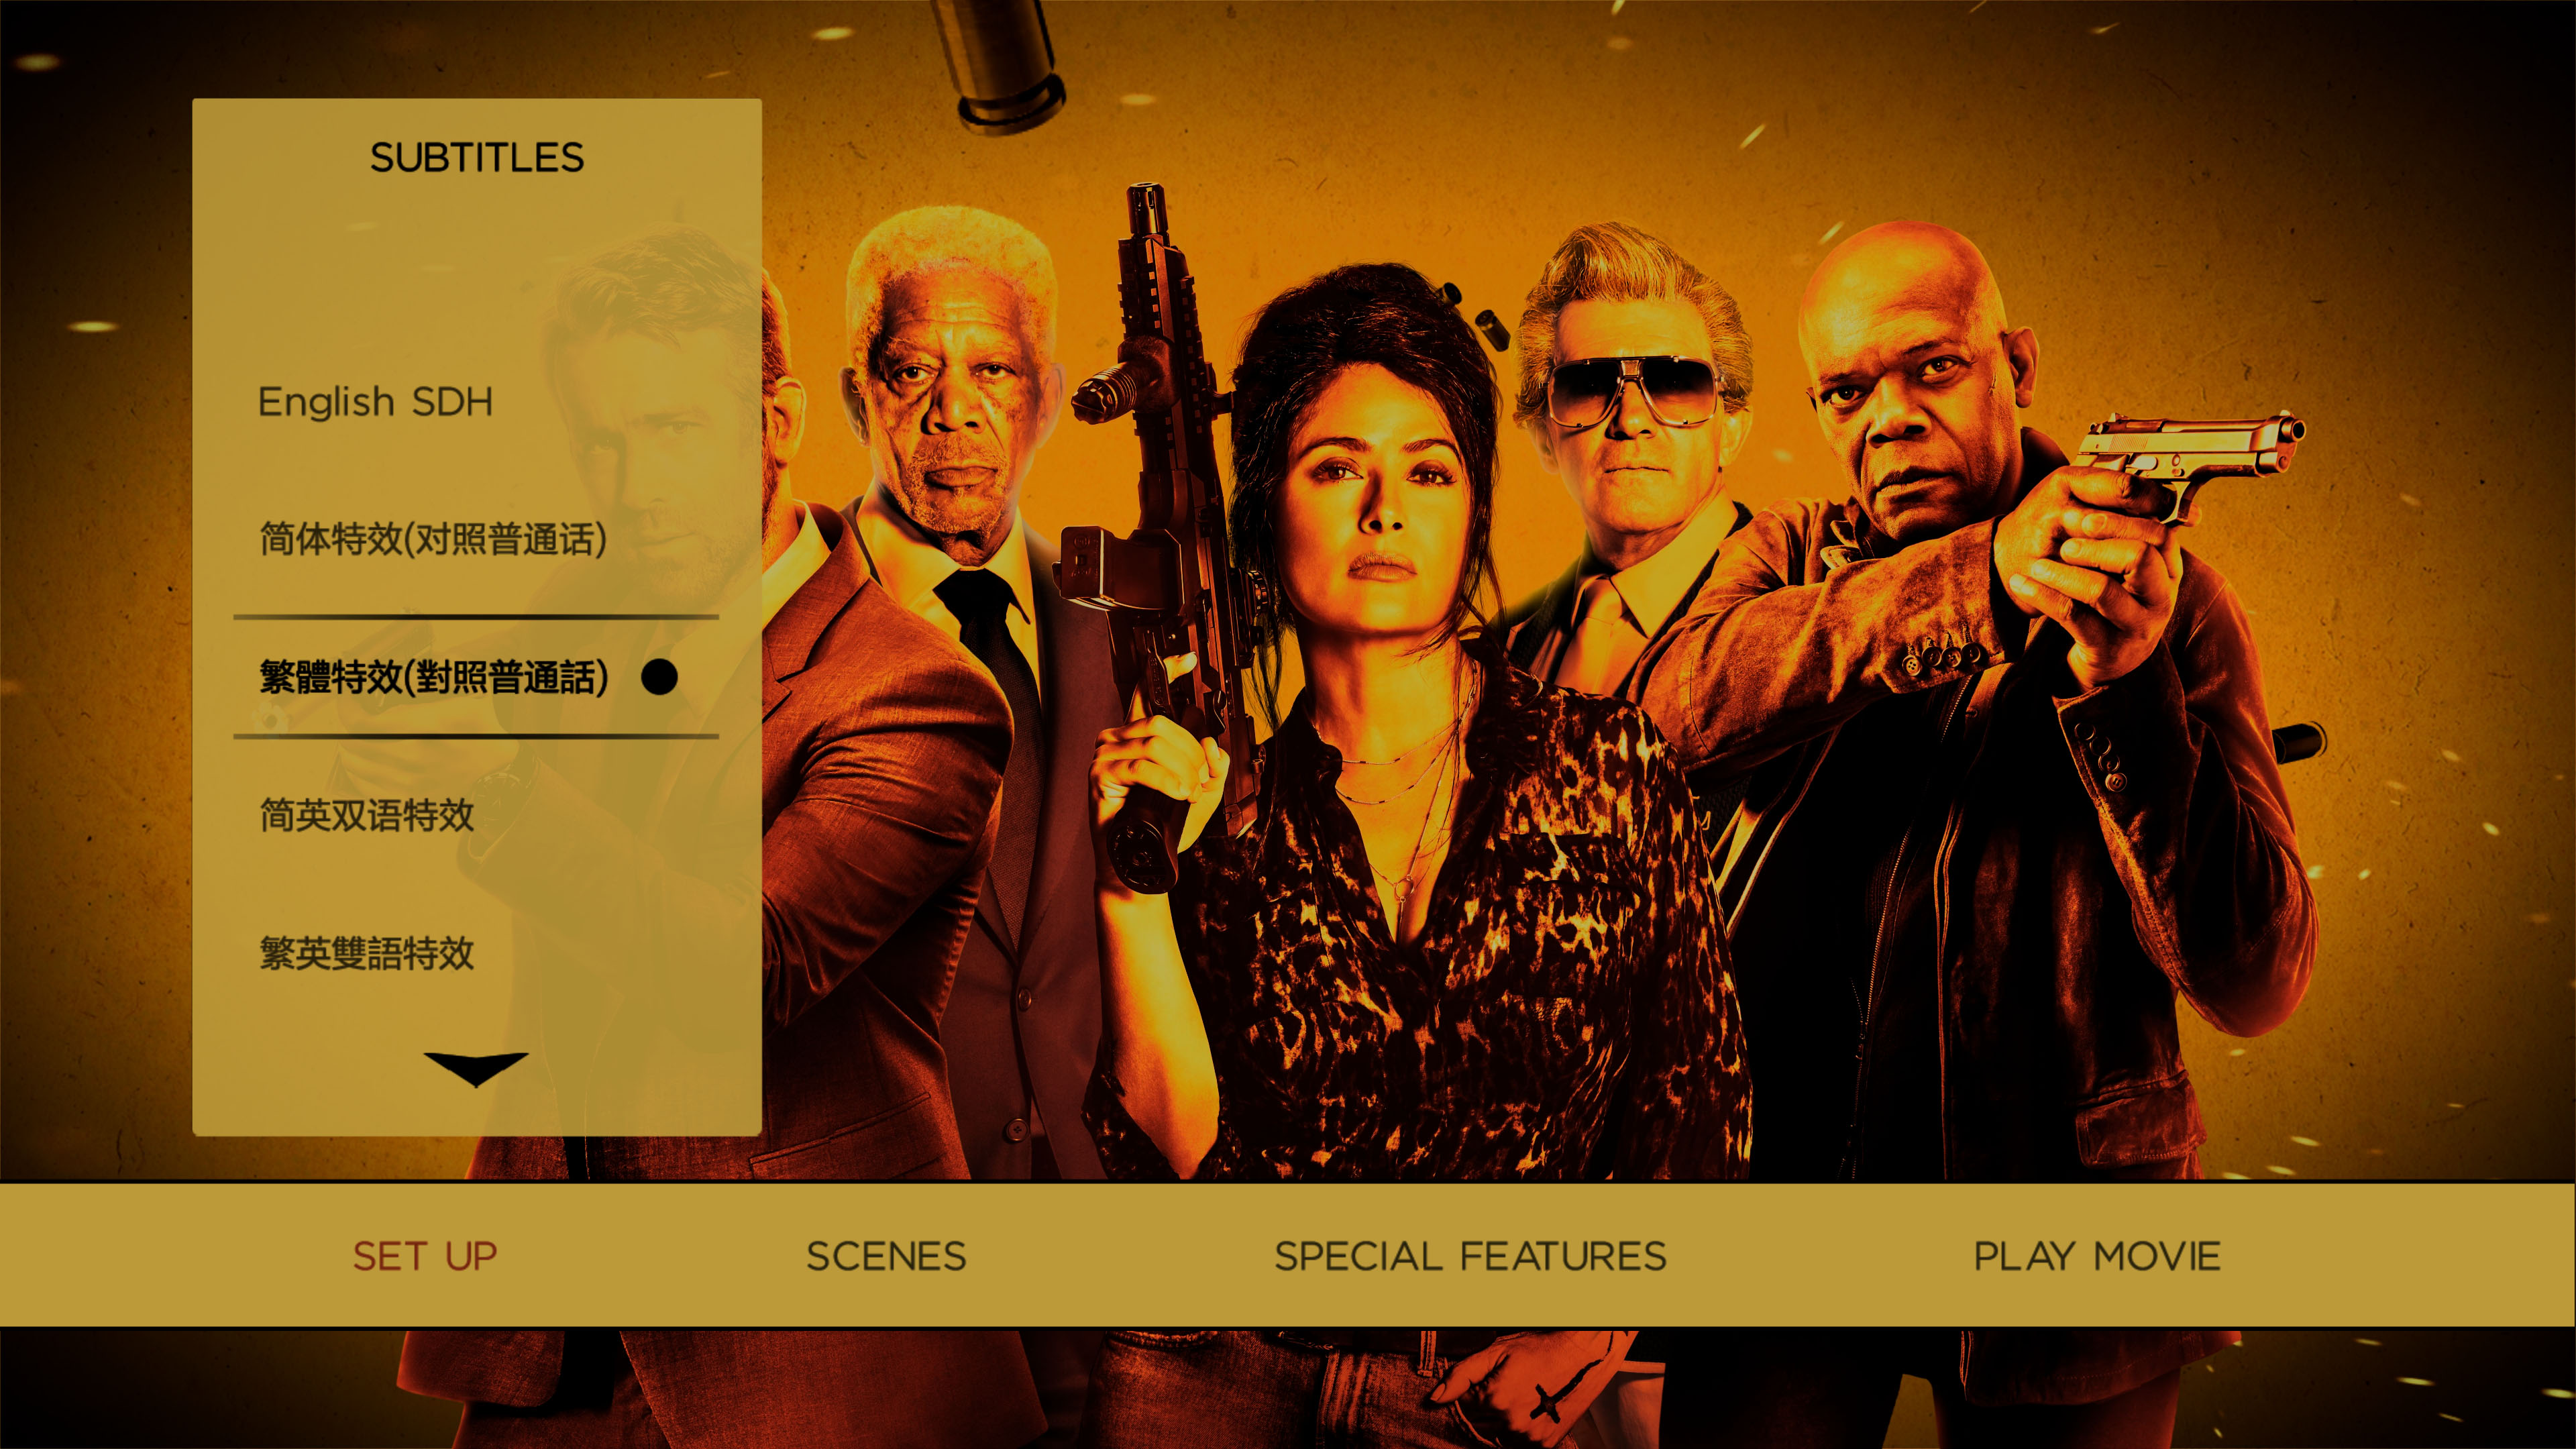 SUBTITLES
English SDH
简体特效(对照普通话)
繁體特效(對照普通話)
简英双语特效
繁英雙語特效
SET UP
SCENES
SPECIAL FEATURES
PLAY MOVIE